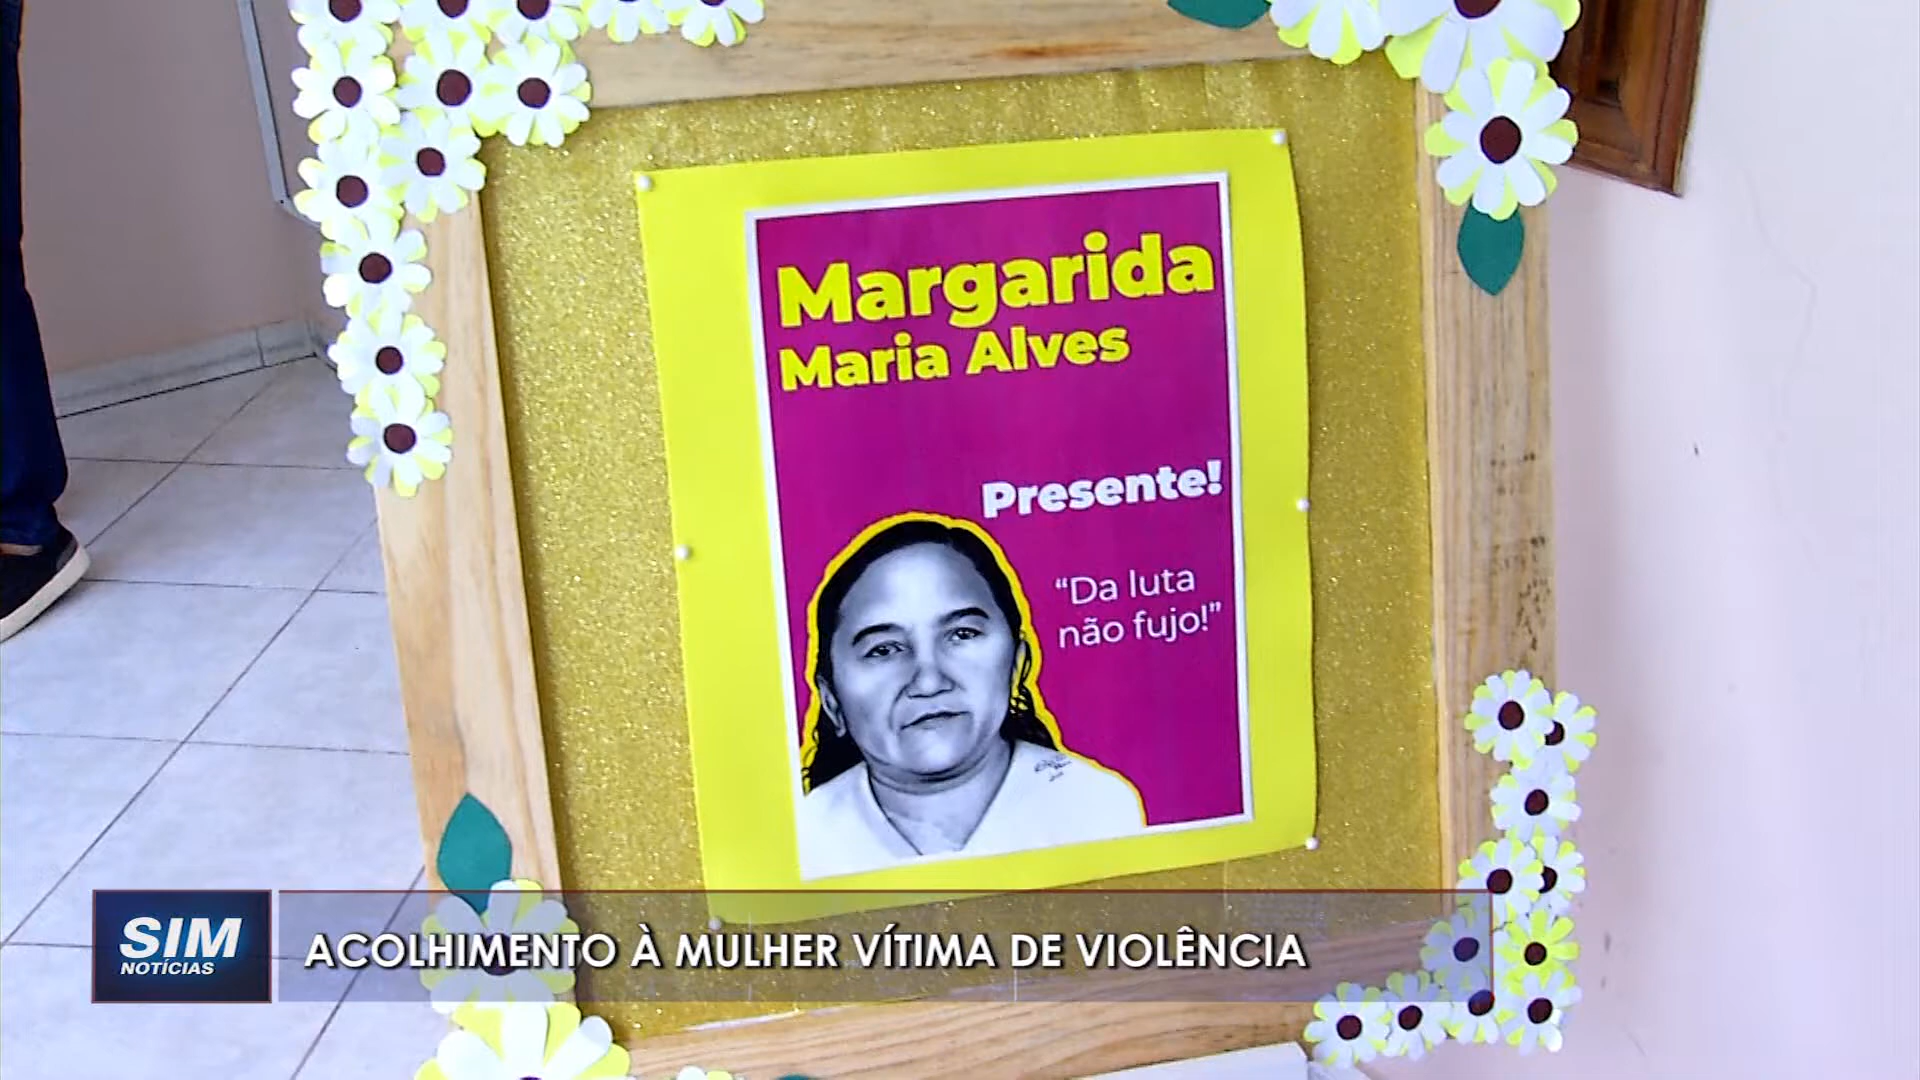 Margarida
Maria Alves
Presente!
“Da luta
não fujo!”
SIM
NOTÍCIAS
ACOLHIMENTO À MULHER VÍTIMA DE VIOLÊNCIA